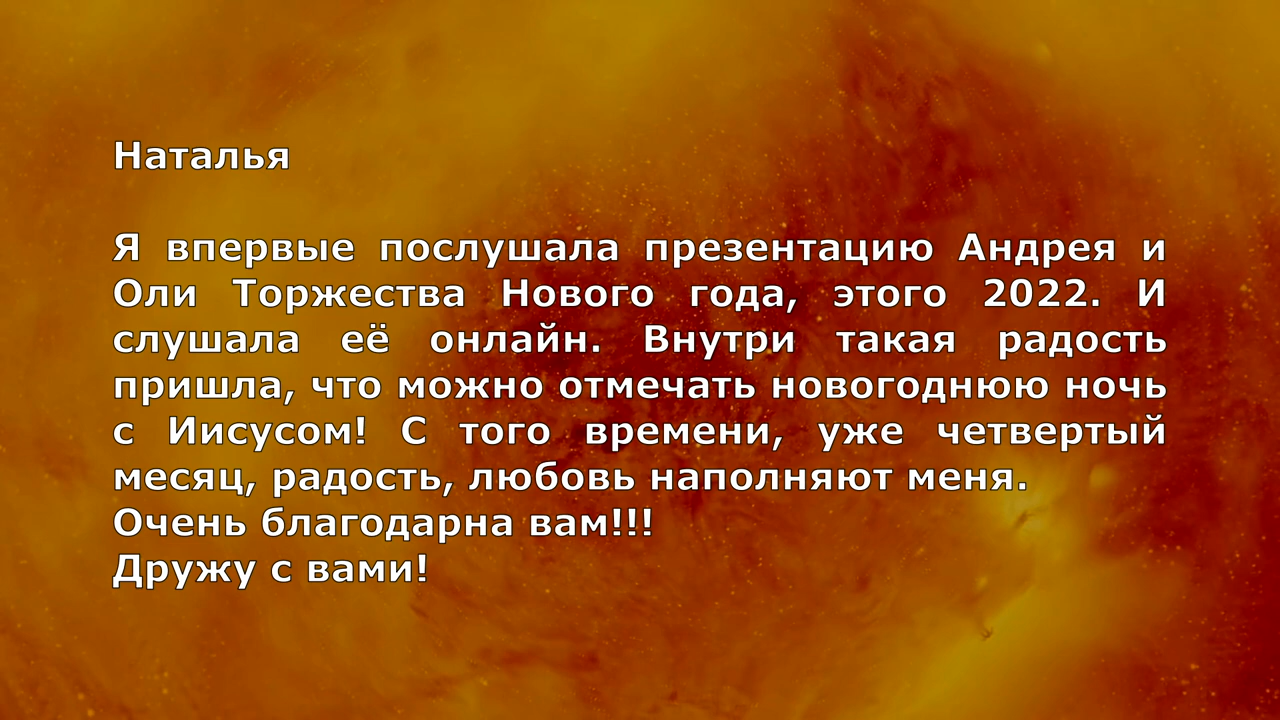 Наталья
Я впервые послушала презентацию Андрея и
Оли Торжества Нового года, этого 2022. И
слушала её онлайн. Внутри такая радость
пришла, что можно отмечать новогоднюю ночь
с Иисусом! С того времени, уже четвертый
месяц, радость, любовь наполняют меня.
Очень благодарна вам!!!
Дружу с вами!